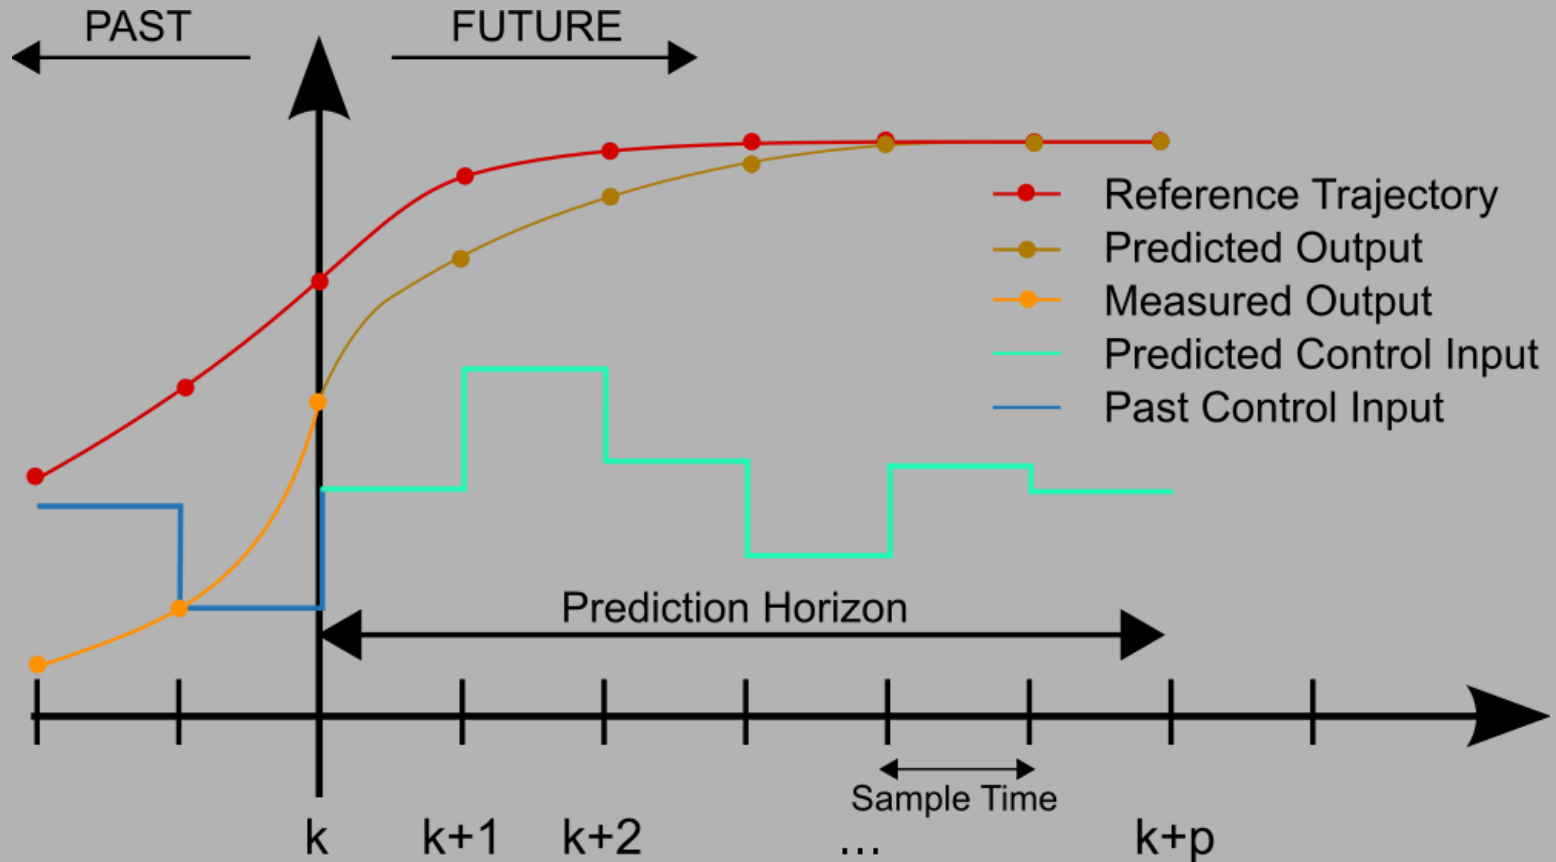 PAST
FUTURE
Reference Trajectory
Predicted Output
Measured Output
Predicted Control Input
Past Control Input
Prediction Horizon
Sample Time
k
k+1
k+2
...
k+p